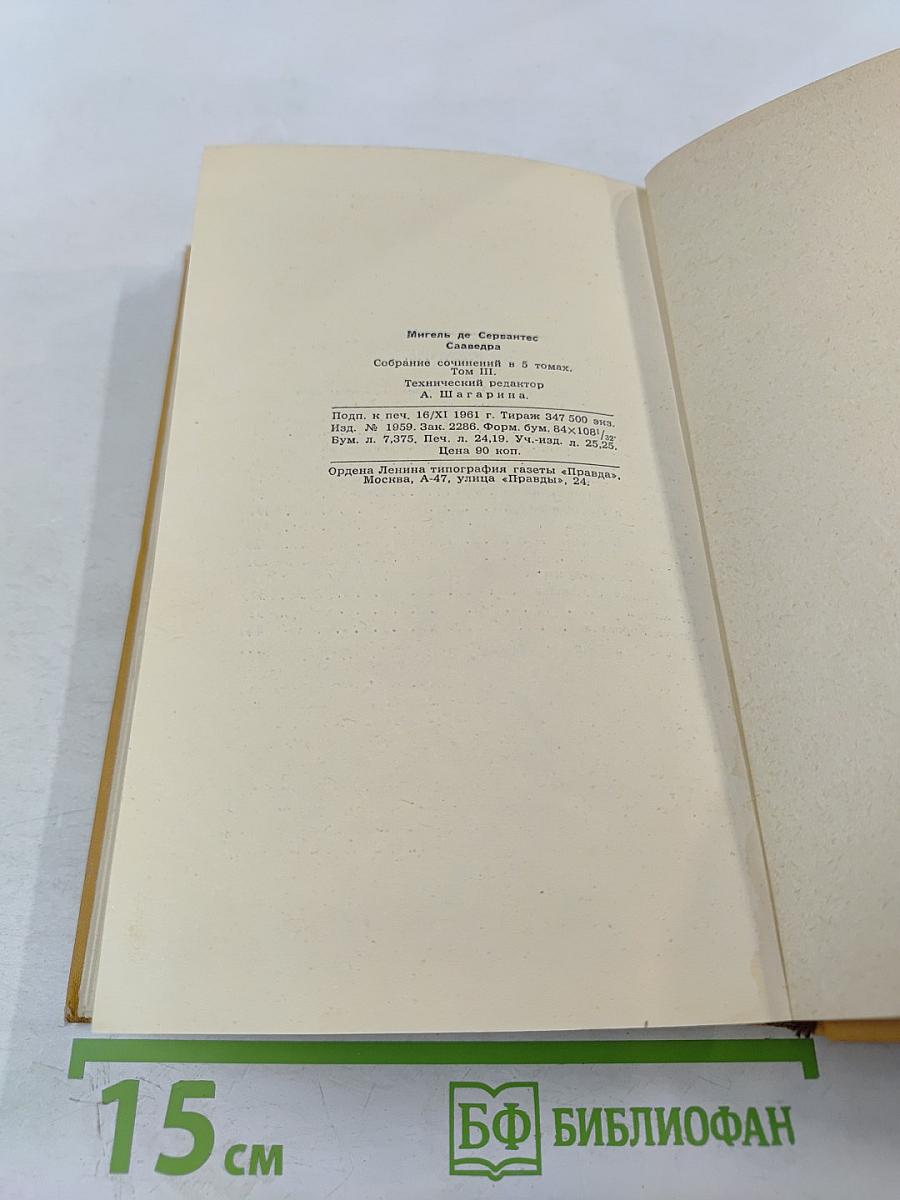 Мигель де Сервантес
Сааведра
Собрание сочинений в 5 томах.
Том III.
Технический редактор
А. Шагарина.
Подп. к печ. 16/XI 1961 г. Тираж 347 500 экз.
Изд. № 1959. Зак. 2286. Форм. бум. 84×108¹/₃₂.
Бум. л. 7,375. Печ. л. 24,19. Уч.-изд. л. 25,25.
Цена 90 коп.
Ордена Ленина типография газеты «Правда».
Москва, А-47, улица «Правды», 24.
15 см
БФ БИБЛИОФАН